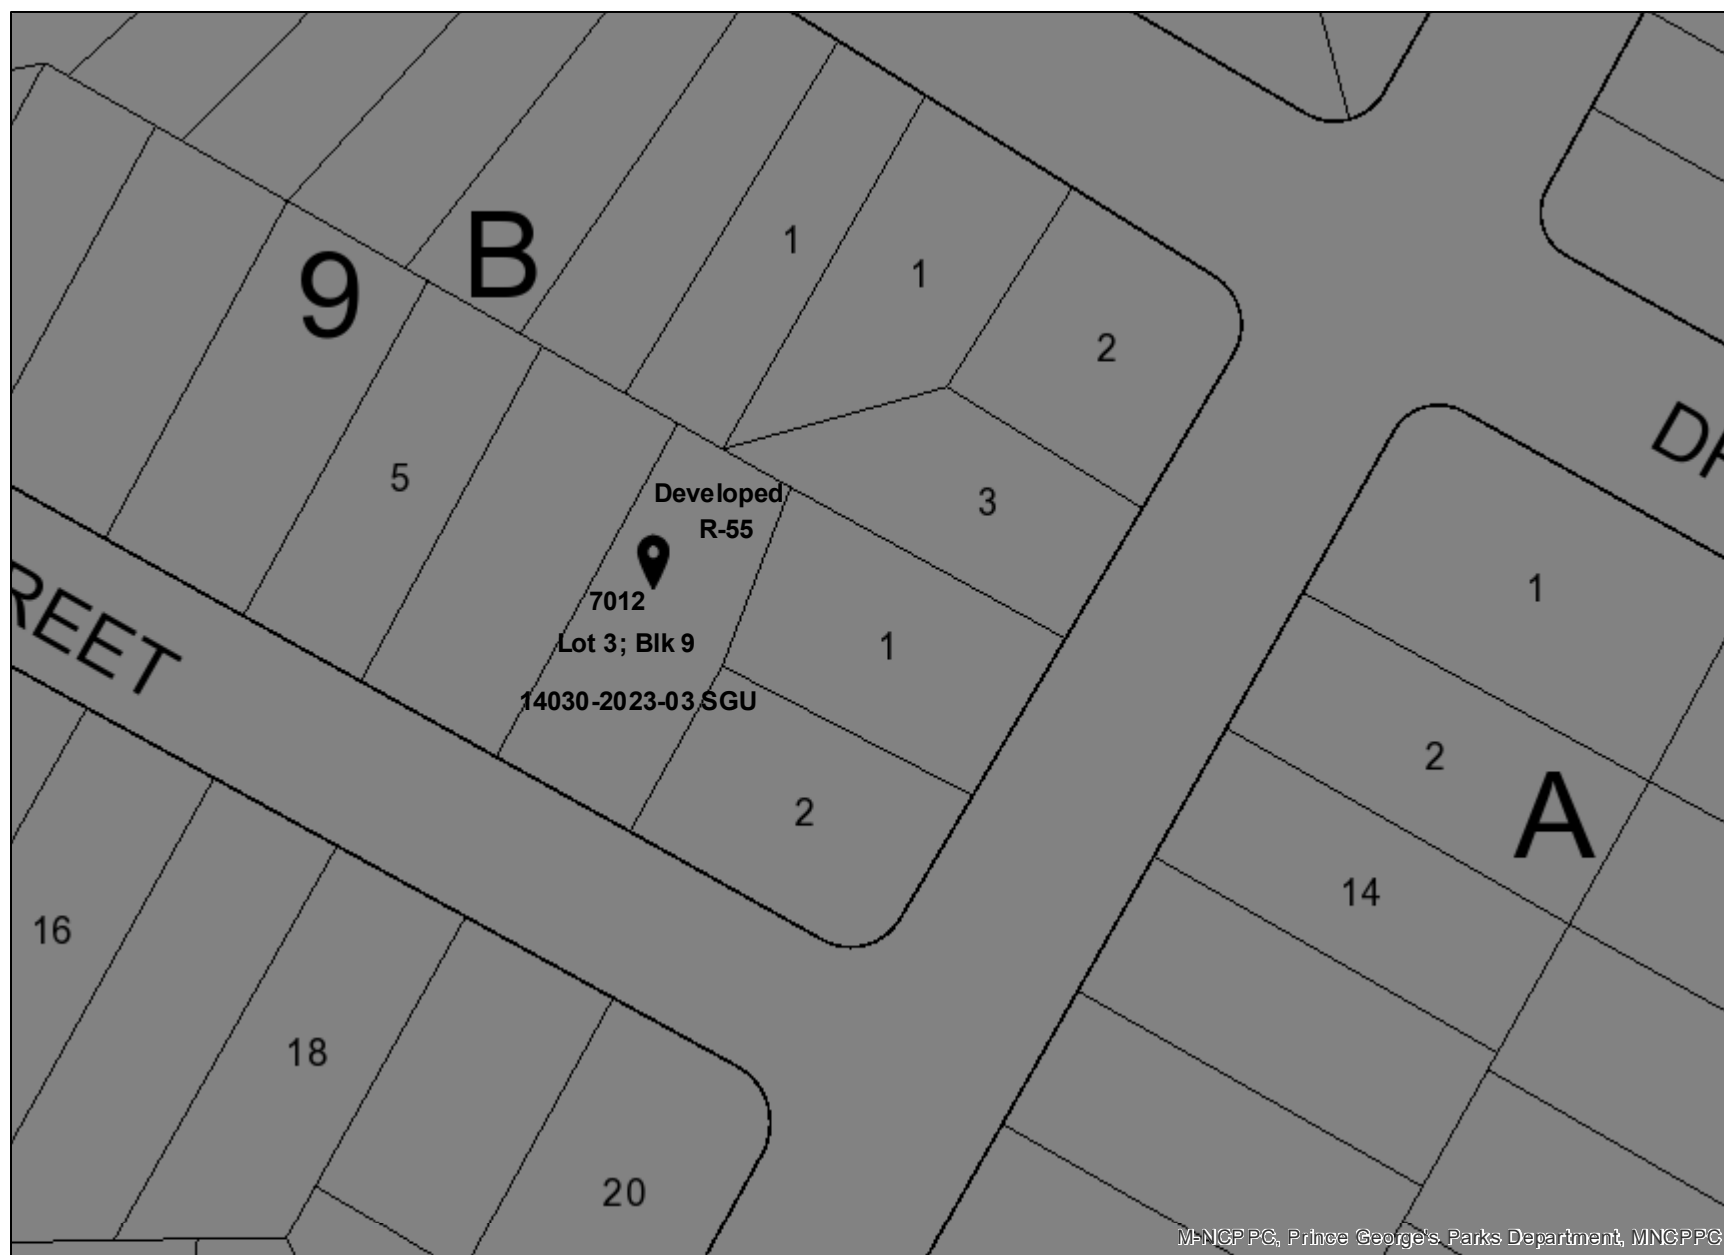 B
9
1
1
2
DR
5
Developed
R-55
3
7012
1
1
REET
Lot 3; Blk 9
14030-2023-03 SGU
2
2
A
14
16
18
20
M-NCPPC, Prince George's Parks Department, MNCPPC